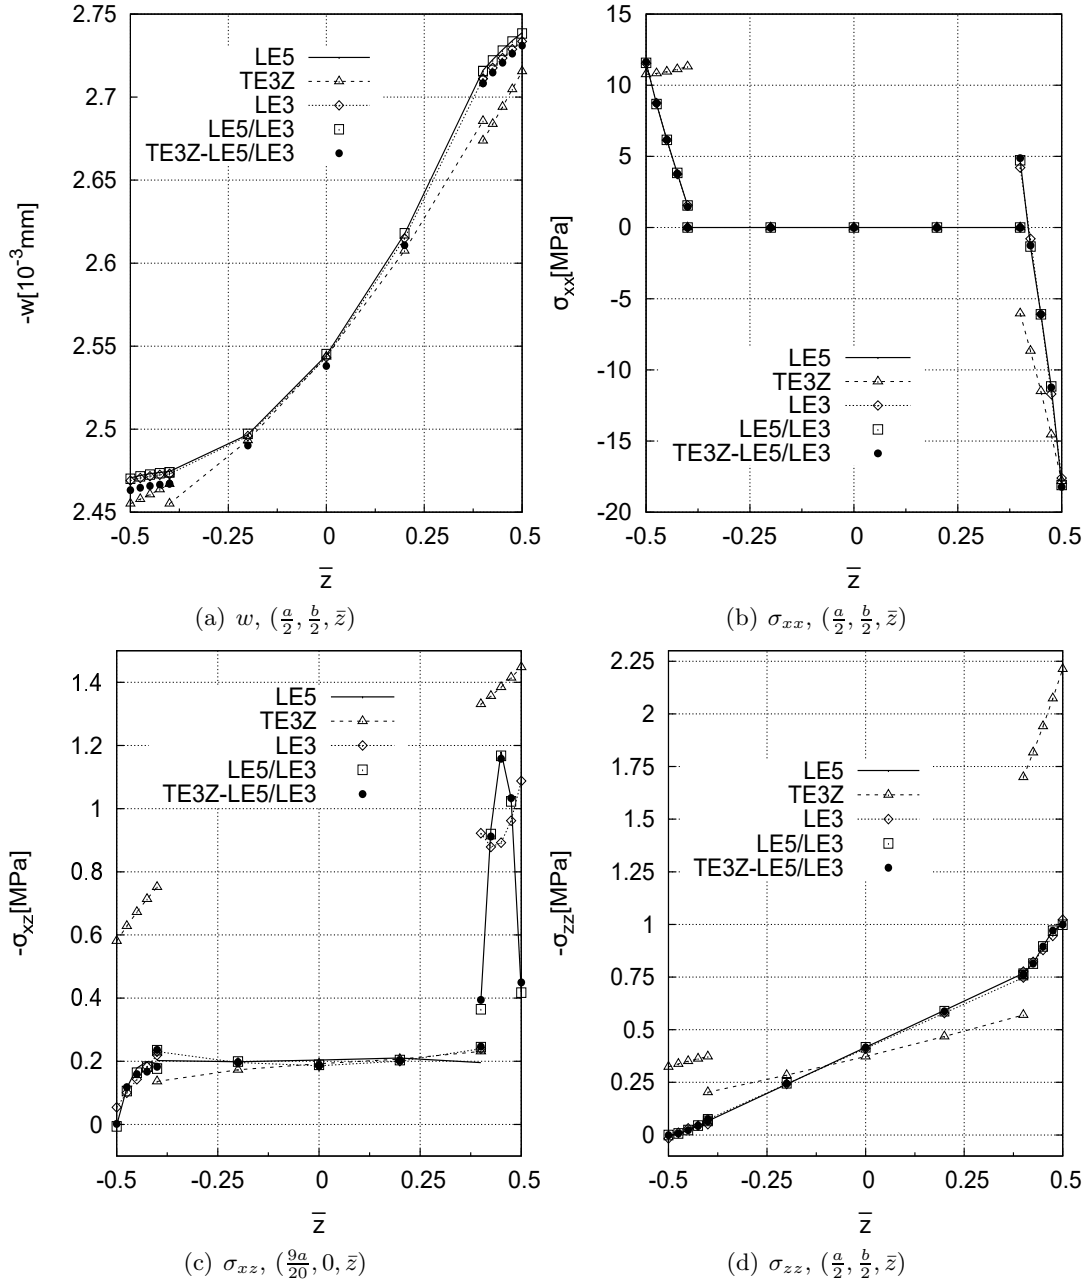 2.75
2.7
2.65
2.6
2.55
2.5
2.45
-w[10⁻³mm]
LE5
TE3Z
LE3
LE5/LE3
TE3Z-LE5/LE3
-0.5 -0.25 0 0.25 0.5
z̄
(a) w, (a/2, b/2, z̄)
15
10
5
0
-5
-10
-15
-20
σxx[MPa]
LE5
TE3Z
LE3
LE5/LE3
TE3Z-LE5/LE3
-0.5 -0.25 0 0.25 0.5
z̄
(b) σxx, (a/2, b/2, z̄)
1.4
1.2
1
0.8
0.6
0.4
0.2
0
-σxz[MPa]
LE5
TE3Z
LE3
LE5/LE3
TE3Z-LE5/LE3
-0.5 -0.25 0 0.25 0.5
z̄
(c) σxz, (9a/20, 0, z̄)
2.25
2
1.75
1.5
1.25
1
0.75
0.5
0.25
0
-σzz[MPa]
LE5
TE3Z
LE3
LE5/LE3
TE3Z-LE5/LE3
-0.5 -0.25 0 0.25 0.5
z̄
(d) σzz, (a/2, b/2, z̄)